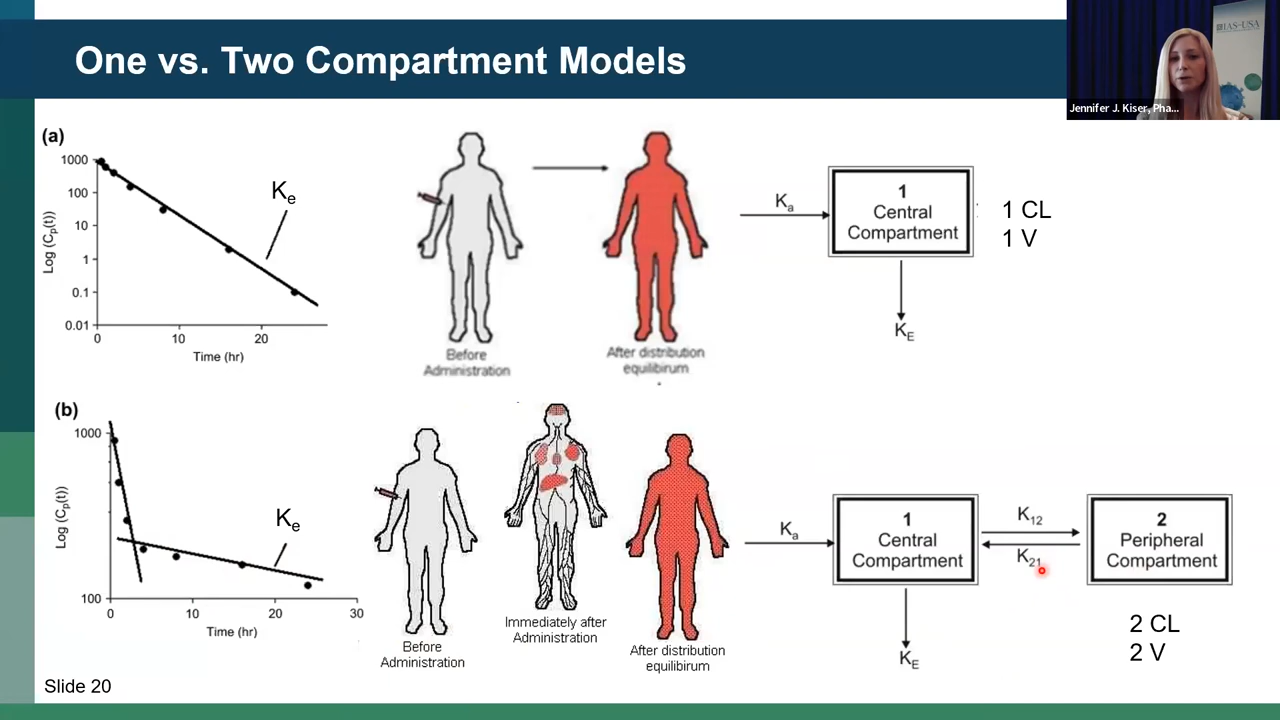 One vs. Two Compartment Models
IAS-USA
Jennifer J. Kiser, Pha...
(a)
1000
100
10
1
0.1
0.01
0
10
20
Log (Cp(t))
Time (hr)
Ke
Before
Administration
After distribution
equilibirum
Ka
1
Central
Compartment
KE
1 CL
1 V
(b)
1000
100
0
10
20
30
Log (Cp(t))
Time (hr)
Ke
Before
Administration
Immediately after
Administration
After distribution
equilibirum
Ka
1
Central
Compartment
KE
K12
K21
2
Peripheral
Compartment
2 CL
2 V
Slide 20